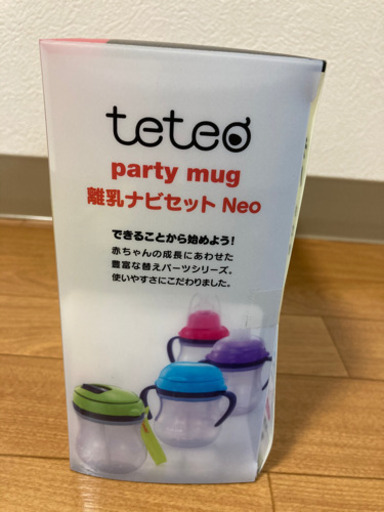 teteo
party mug
離乳ナビセット Neo
できることから始めよう!
赤ちゃんの成長にあわせた
豊富な替えパーツシリーズ。
使いやすさにこだわりました。